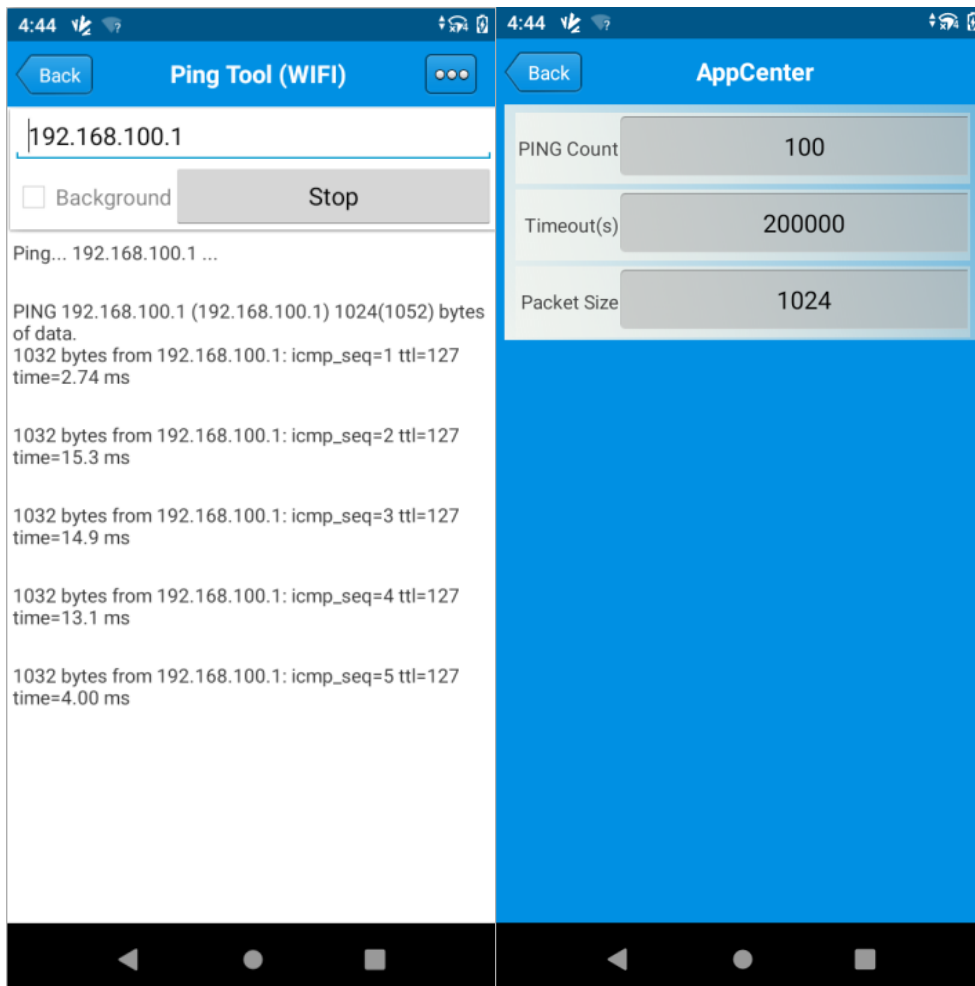 4:44
Back
Ping Tool (WIFI)
192.168.100.1
Background
Stop
Ping... 192.168.100.1 ...
PING 192.168.100.1 (192.168.100.1) 1024(1052) bytes
of data.
1032 bytes from 192.168.100.1: icmp_seq=1 ttl=127
time=2.74 ms
1032 bytes from 192.168.100.1: icmp_seq=2 ttl=127
time=15.3 ms
1032 bytes from 192.168.100.1: icmp_seq=3 ttl=127
time=14.9 ms
1032 bytes from 192.168.100.1: icmp_seq=4 ttl=127
time=13.1 ms
1032 bytes from 192.168.100.1: icmp_seq=5 ttl=127
time=4.00 ms
4:44
Back
AppCenter
PING Count
100
Timeout(s)
200000
Packet Size
1024